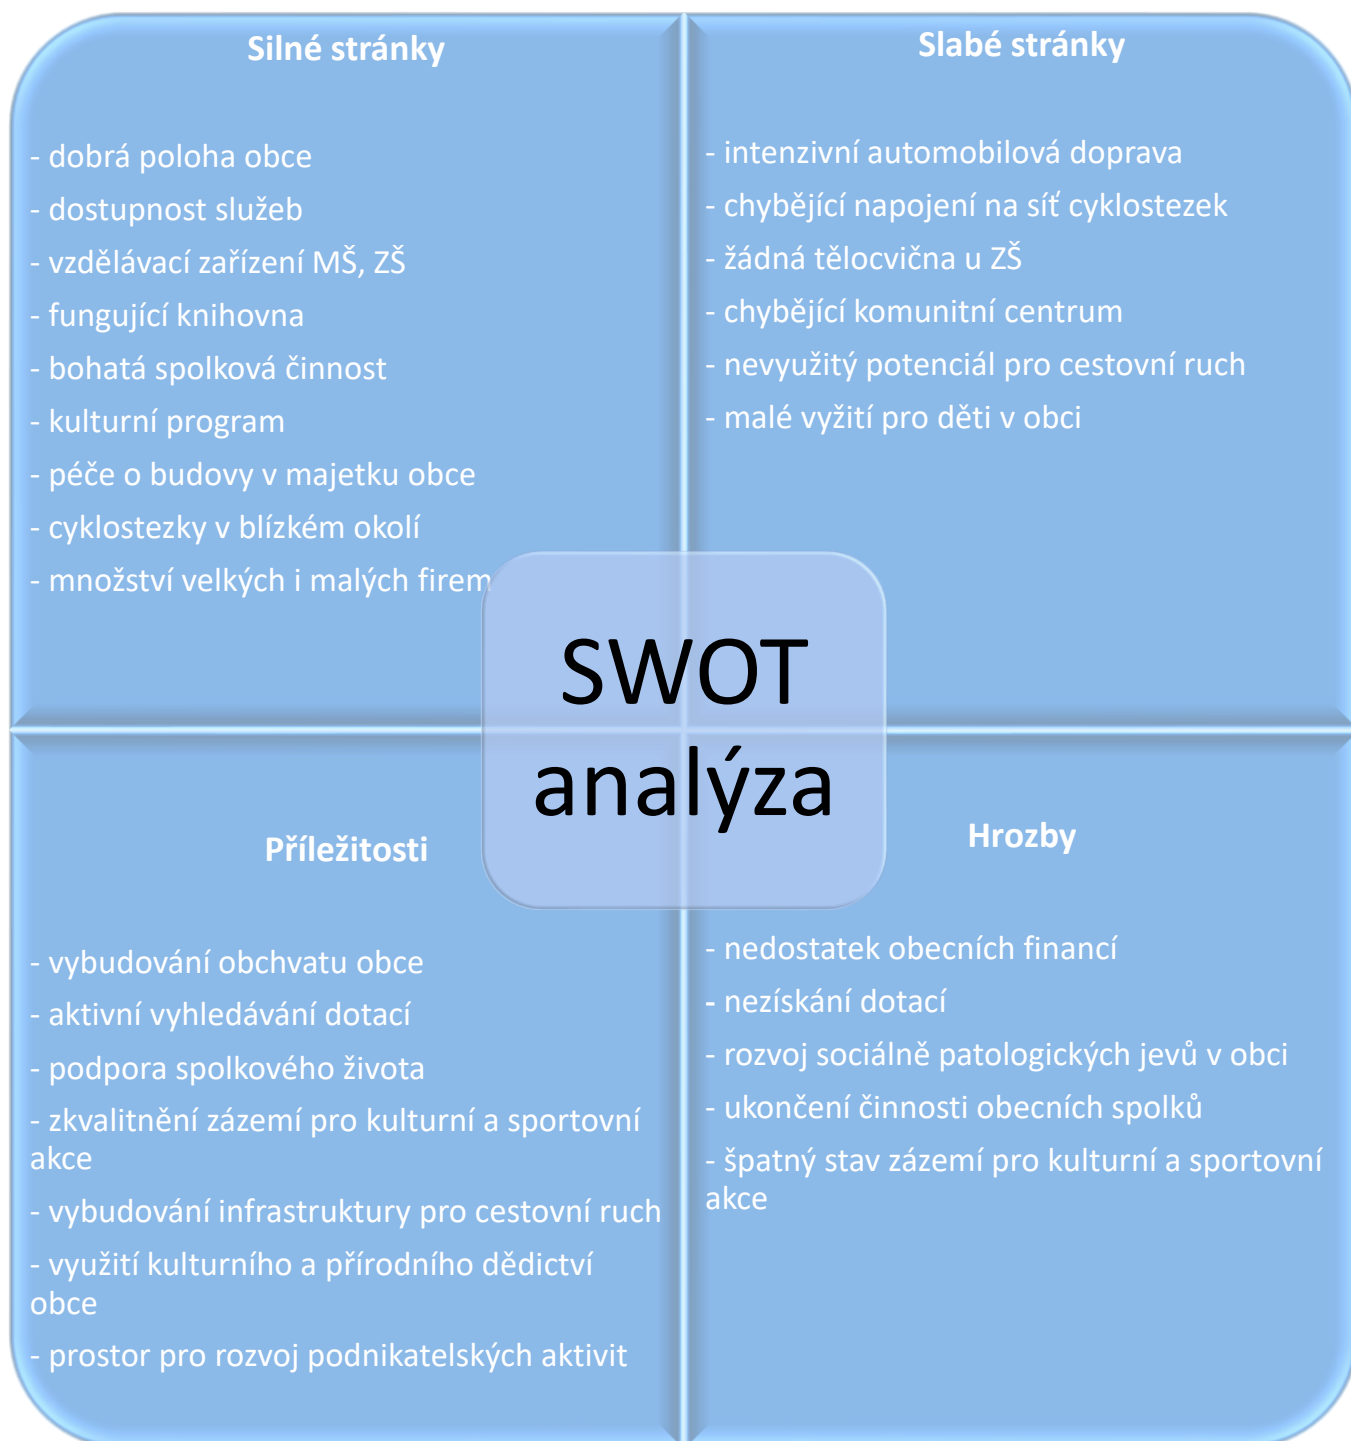 Silné stránky
- dobrá poloha obce
- dostupnost služeb
- vzdělávací zařízení MŠ, ZŠ
- fungující knihovna
- bohatá spolková činnost
- kulturní program
- péče o budovy v majetku obce
- cyklostezky v blízkém okolí
- množství velkých i malých firem
Slabé stránky
- intenzivní automobilová doprava
- chybějící napojení na síť cyklostezek
- žádná tělocvična u ZŠ
- chybějící komunitní centrum
- nevyužitý potenciál pro cestovní ruch
- malé vyžití pro děti v obci
SWOT
analýza
Příležitosti
- vybudování obchvatu obce
- aktivní vyhledávání dotací
- podpora spolkového života
- zkvalitnění zázemí pro kulturní a sportovní
akce
- vybudování infrastruktury pro cestovní ruch
- využití kulturního a přírodního dědictví
obce
- prostor pro rozvoj podnikatelských aktivit
Hrozby
- nedostatek obecních financí
- nezískání dotací
- rozvoj sociálně patologických jevů v obci
- ukončení činnosti obecních spolků
- špatný stav zázemí pro kulturní a sportovní
akce